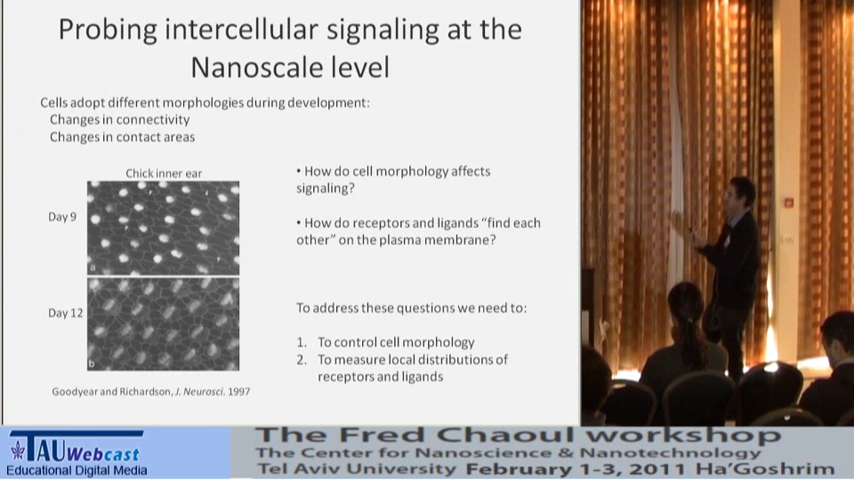 Probing intercellular signaling at the
Nanoscale level
Cells adopt different morphologies during development:
Changes in connectivity
Changes in contact areas
Chick inner ear
Day 9
a
Day 12
b
Goodyear and Richardson, J. Neurosci. 1997
• How do cell morphology affects
signaling?
• How do receptors and ligands “find each
other” on the plasma membrane?
To address these questions we need to:
1. To control cell morphology
2. To measure local distributions of
receptors and ligands
TAU Webcast
Educational Digital Media
The Fred Chaoul workshop
The Center for Nanoscience & Nanotechnology
Tel Aviv University February 1-3, 2011 Ha’Goshrim